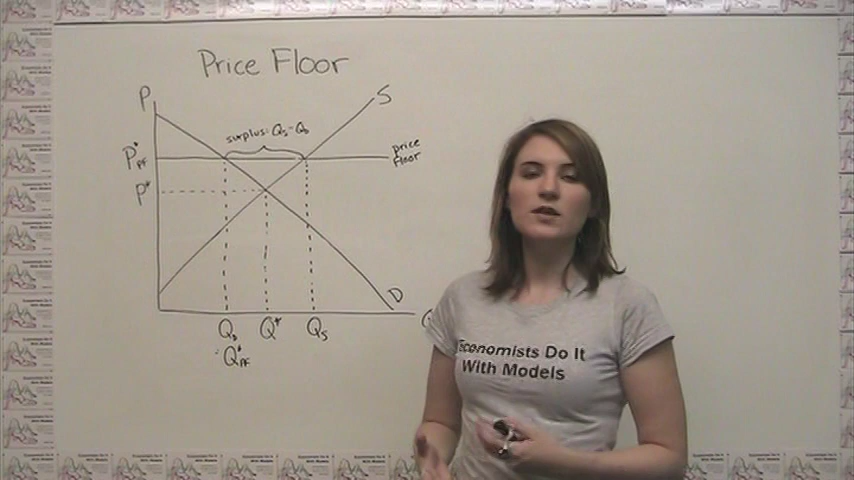 Price Floor
P
S
surplus: Qs-QD
P*PF
price
floor
P*
D
QD
Q*
QS
=Q*PF
Economists Do It
With Models